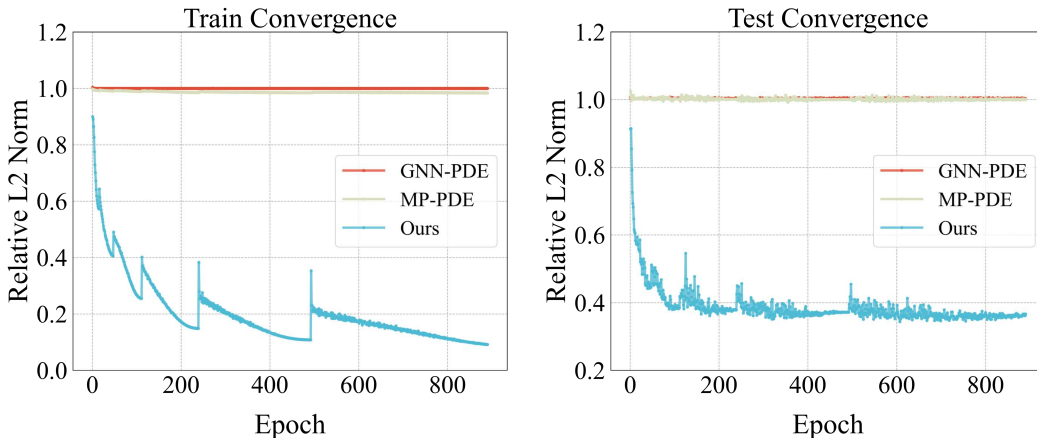 Train Convergence
Relative L2 Norm
1.2
1.0
0.8
0.6
0.4
0.2
0.0
GNN-PDE
MP-PDE
Ours
0
200
400
600
800
Epoch
Test Convergence
Relative L2 Norm
1.2
1.0
0.8
0.6
0.4
0.2
GNN-PDE
MP-PDE
Ours
0
200
400
600
800
Epoch